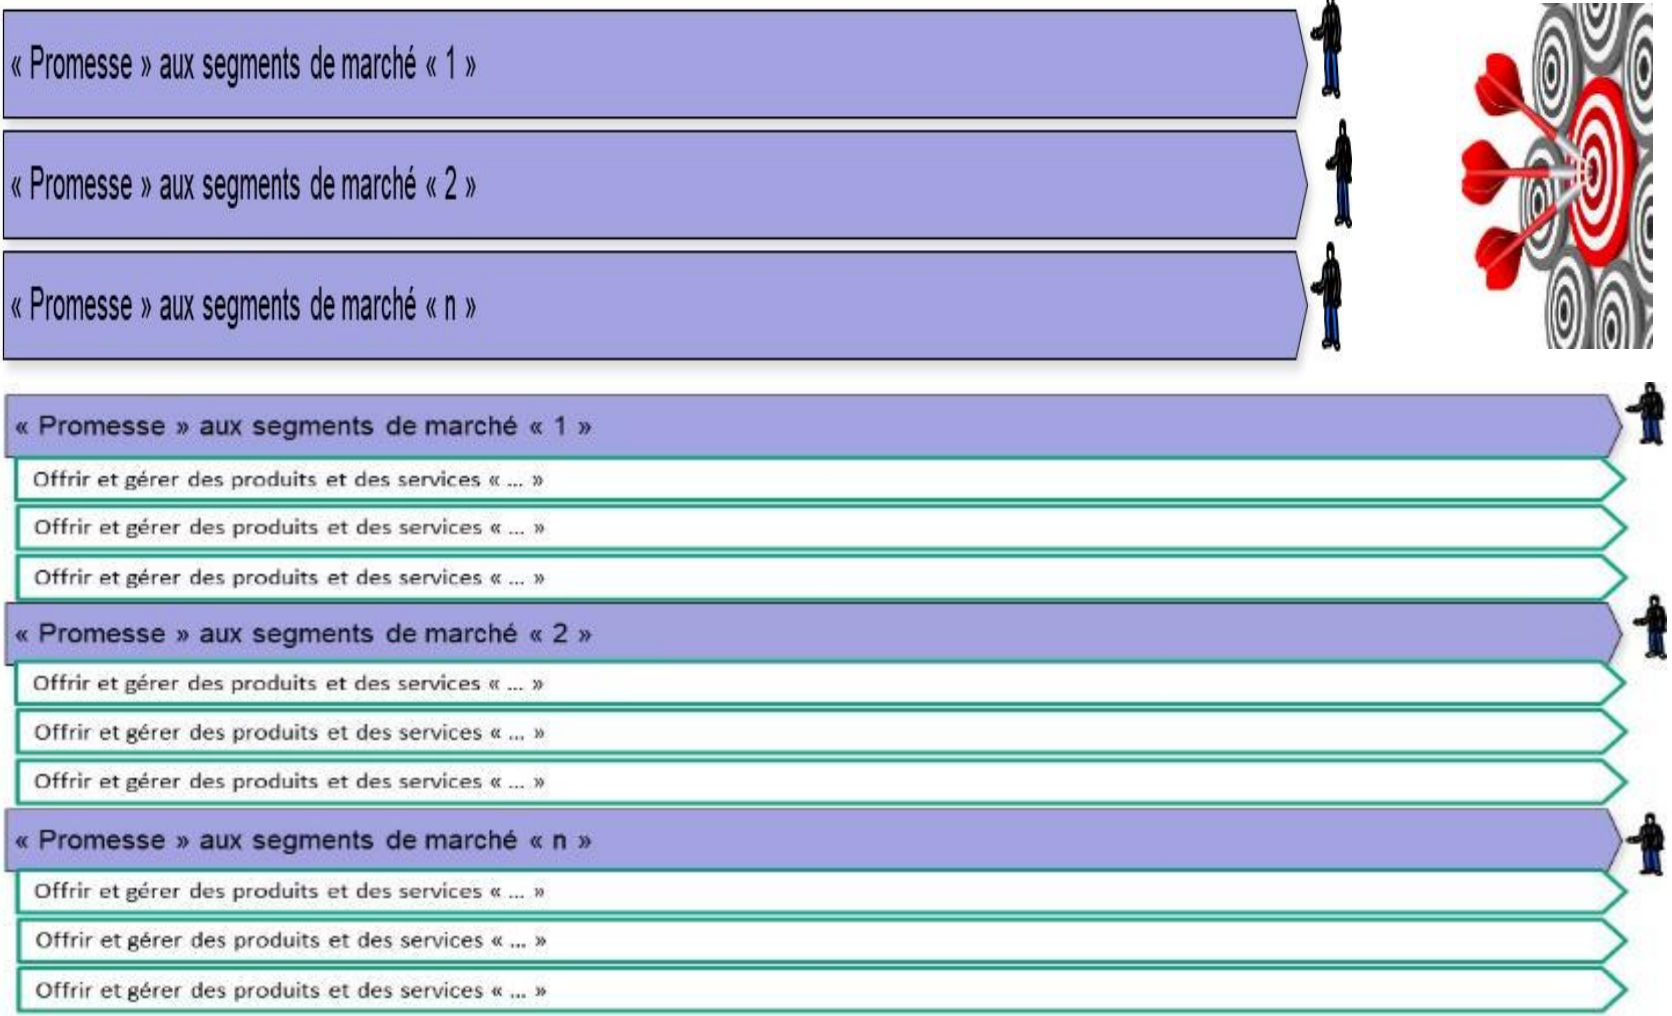 « Promesse » aux segments de marché « 1 »
« Promesse » aux segments de marché « 2 »
« Promesse » aux segments de marché « n »
« Promesse » aux segments de marché « 1 »
Offrir et gérer des produits et des services « ... »
Offrir et gérer des produits et des services « ... »
Offrir et gérer des produits et des services « ... »
« Promesse » aux segments de marché « 2 »
Offrir et gérer des produits et des services « ... »
Offrir et gérer des produits et des services « ... »
Offrir et gérer des produits et des services « ... »
« Promesse » aux segments de marché « n »
Offrir et gérer des produits et des services « ... »
Offrir et gérer des produits et des services « ... »
Offrir et gérer des produits et des services « ... »